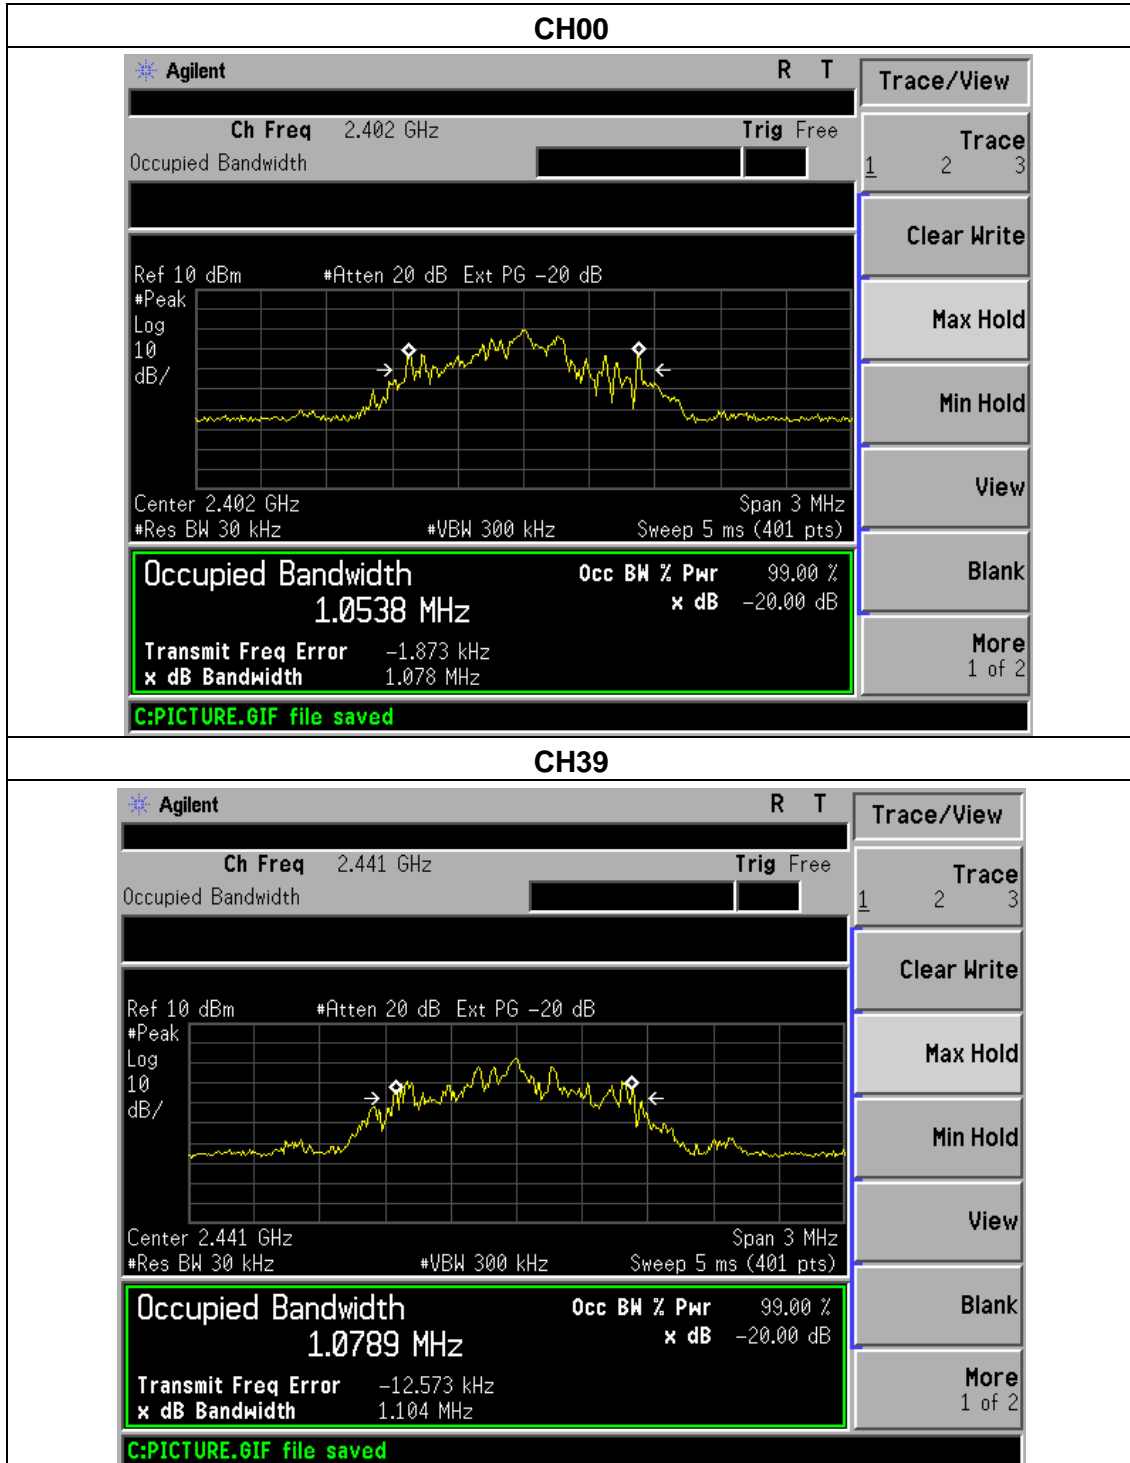 CH00
Agilent R T Trace/View
Ch Freq 2.402 GHz Trig Free
Occupied Bandwidth
Trace
1 2 3
Clear Write
Ref 10 dBm #Atten 20 dB Ext PG -20 dB
#Peak
Log
10
dB/
Max Hold
Min Hold
View
Center 2.402 GHz Span 3 MHz
#Res BW 30 kHz #VBW 300 kHz Sweep 5 ms (401 pts)
Occupied Bandwidth Occ BW % Pwr 99.00 %
1.0538 MHz x dB -20.00 dB
Blank
Transmit Freq Error -1.873 kHz
x dB Bandwidth 1.078 MHz
More
1 of 2
C:PICTURE.GIF file saved
CH39
Agilent R T Trace/View
Ch Freq 2.441 GHz Trig Free
Occupied Bandwidth
Trace
1 2 3
Clear Write
Ref 10 dBm #Atten 20 dB Ext PG -20 dB
#Peak
Log
10
dB/
Max Hold
Min Hold
View
Center 2.441 GHz Span 3 MHz
#Res BW 30 kHz #VBW 300 kHz Sweep 5 ms (401 pts)
Occupied Bandwidth Occ BW % Pwr 99.00 %
1.0789 MHz x dB -20.00 dB
Blank
Transmit Freq Error -12.573 kHz
x dB Bandwidth 1.104 MHz
More
1 of 2
C:PICTURE.GIF file saved